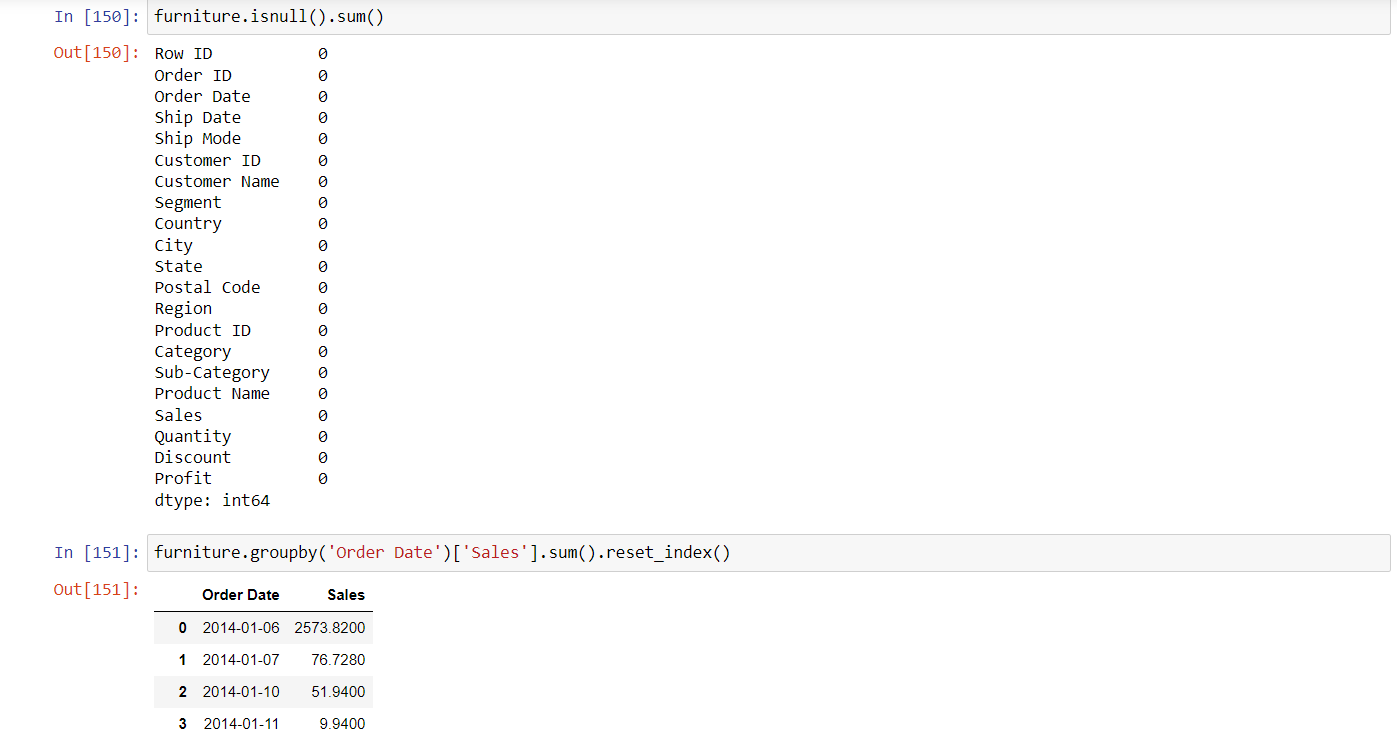 In [150]: furniture.isnull().sum()
Out[150]: Row ID 0
Order ID 0
Order Date 0
Ship Date 0
Ship Mode 0
Customer ID 0
Customer Name 0
Segment 0
Country 0
City 0
State 0
Postal Code 0
Region 0
Product ID 0
Category 0
Sub-Category 0
Product Name 0
Sales 0
Quantity 0
Discount 0
Profit 0
dtype: int64
In [151]: furniture.groupby('Order Date')['Sales'].sum().reset_index()
Out[151]:
Order Date Sales
0 2014-01-06 2573.8200
1 2014-01-07 76.7280
2 2014-01-10 51.9400
3 2014-01-11 9.9400